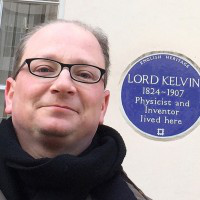 ENGLISH HERITAGE
LORD KELVIN
1824-1907
Physicist and
Inventor
lived here